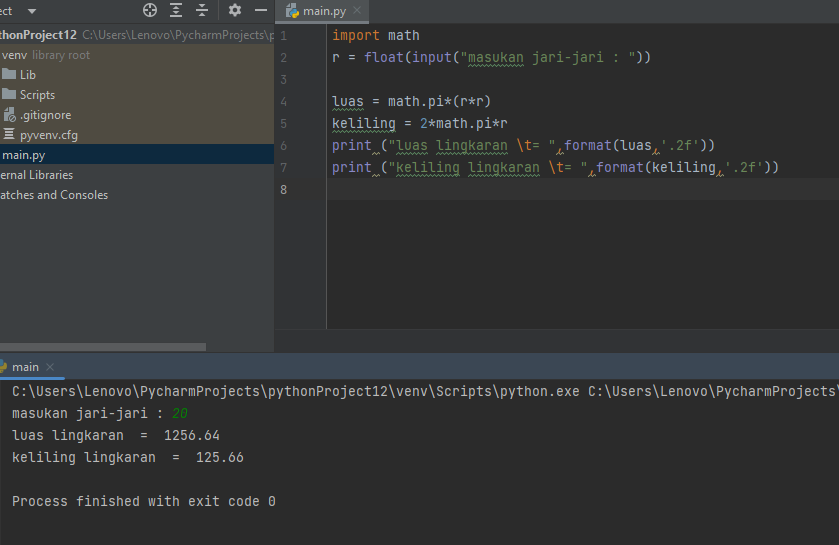 ect
main.py
thonProject12 C:\Users\Lenovo\PycharmProjects\p
venv library root
Lib
Scripts
.gitignore
pyvenv.cfg
main.py
ernal Libraries
atches and Consoles
1 import math
2 r = float(input("masukan jari-jari : "))
3
4 luas = math.pi*(r*r)
5 keliling = 2*math.pi*r
6 print ("luas lingkaran \t= ",format(luas,'.2f'))
7 print ("keliling lingkaran \t= ",format(keliling,'.2f'))
8
main
C:\Users\Lenovo\PycharmProjects\pythonProject12\venv\Scripts\python.exe C:\Users\Lenovo\PycharmProjects\
masukan jari-jari : 20
luas lingkaran  =  1256.64
keliling lingkaran  =  125.66
Process finished with exit code 0